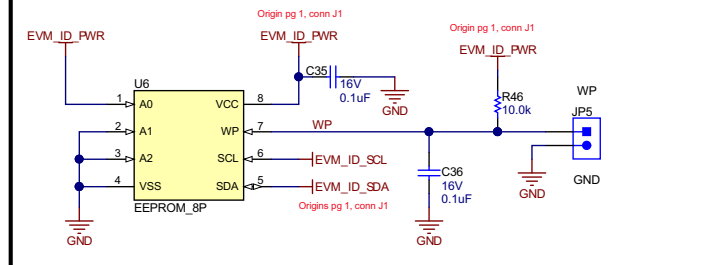 Origin pg 1, conn J1
Origin pg 1, conn J1
EVM_ID_PWR
EVM_ID_PWR
EVM_ID_PWR
U6
C35
16V
0.1uF
GND
R46
10.0k
WP
JP5
1
A0
VCC
8
2
A1
WP
7
WP
3
A2
SCL
6
EVM_ID_SCL
4
VSS
SDA
5
EVM_ID_SDA
EEPROM_8P
Origins pg 1, conn J1
C36
16V
0.1uF
GND
GND
GND
GND